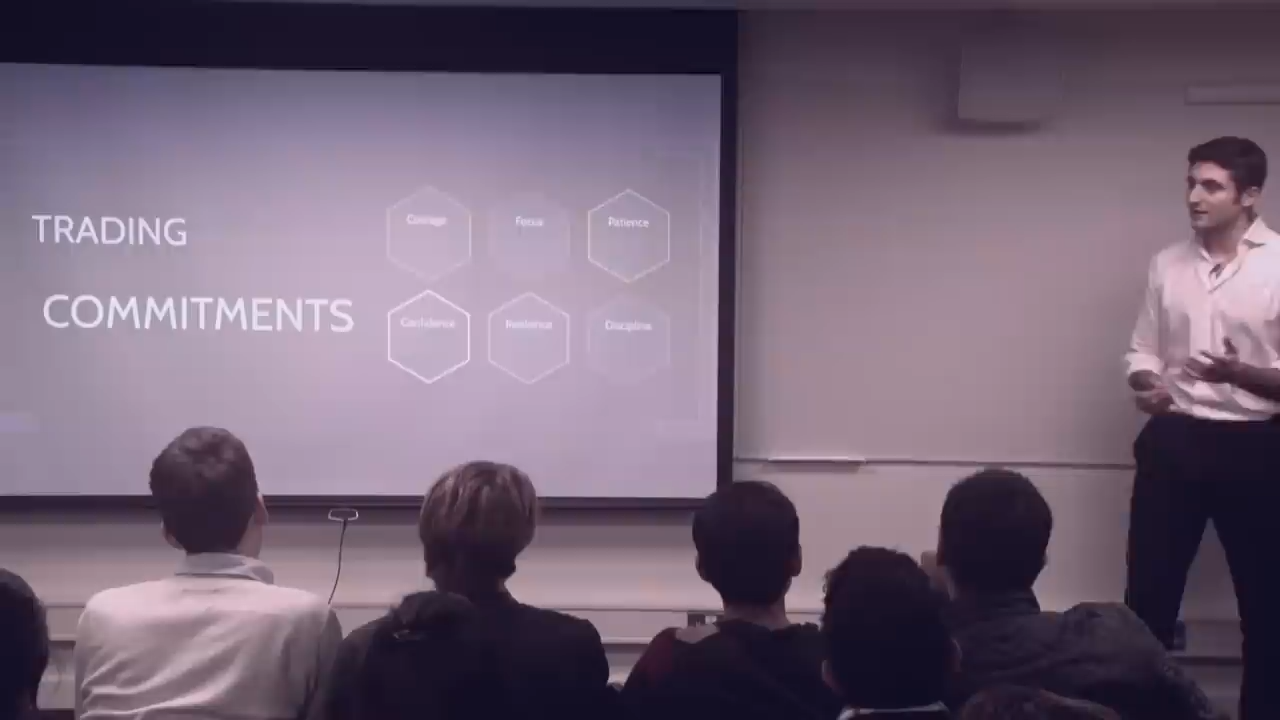 TRADING
COMMITMENTS
Courage Focus Patience
Confidence Resilience Discipline